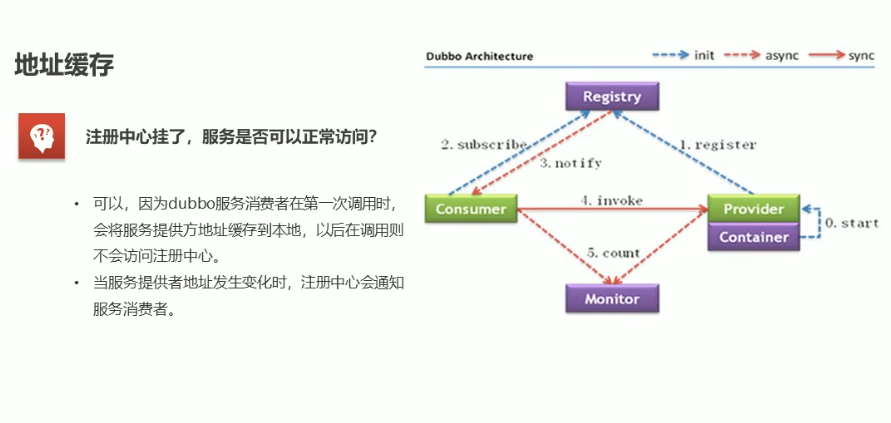 地址缓存
??
注册中心挂了，服务是否可以正常访问？
• 可以，因为dubbo服务消费者在第一次调用时，
会将服务提供方地址缓存到本地，以后在调用则
不会访问注册中心。
• 当服务提供者地址发生变化时，注册中心会通知
服务消费者。
Dubbo Architecture
init
async
sync
Registry
2. subscribe
1. register
3. notify
Consumer
4. invoke
Provider
Container
0. start
5. count
Monitor